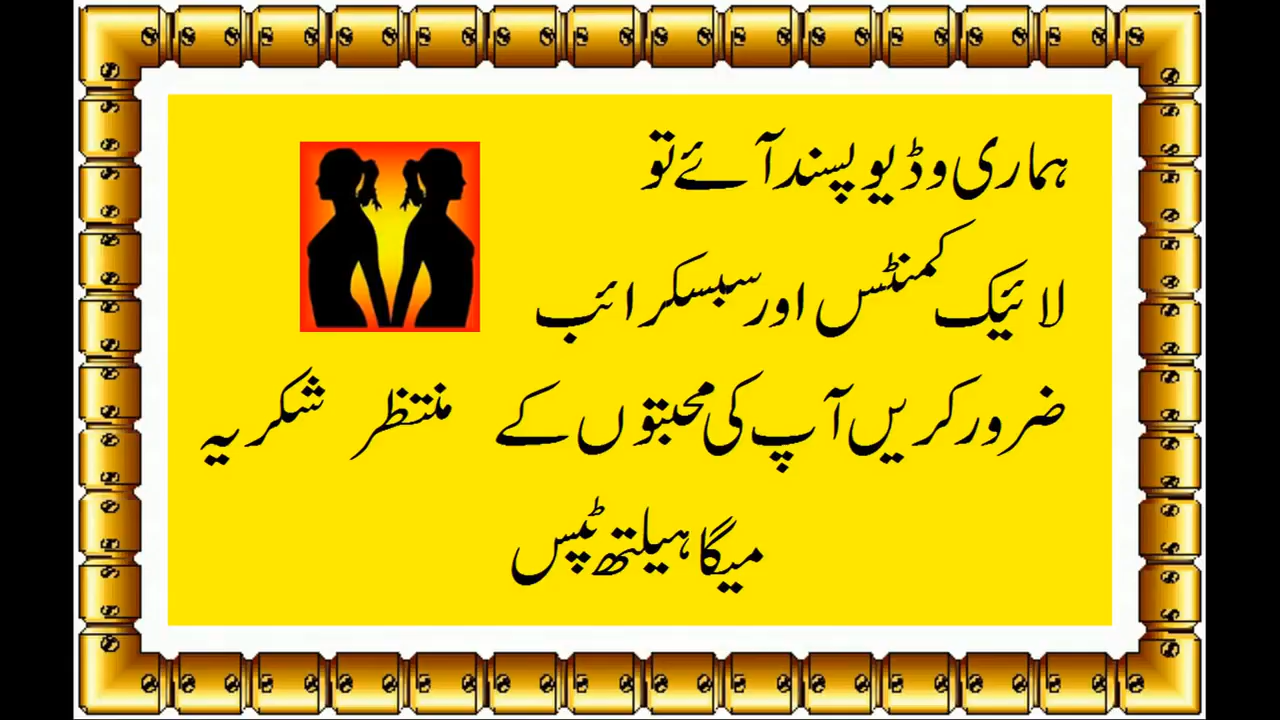 ہماری وڈیو پسند آئے تو
لائیک کمنٹس اور سبسکرائب
ضرور کریں آپ کی محبتوں کے منتظر شکریہ
میگا ہیلتھ ٹپس